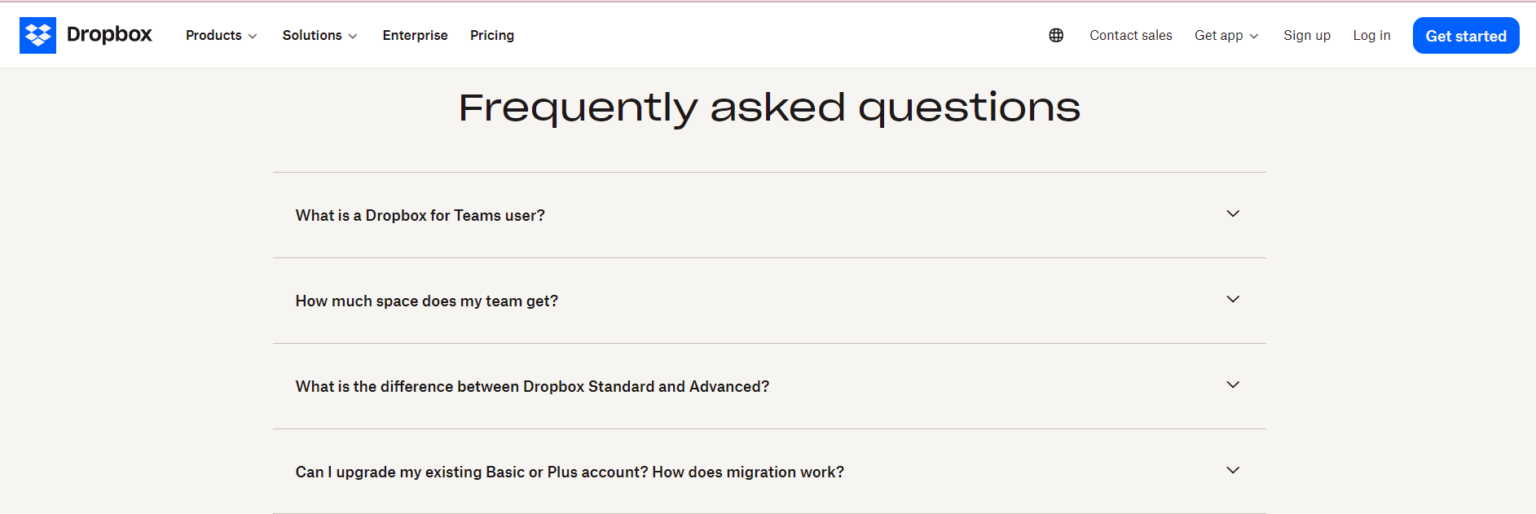 Dropbox Products Solutions Enterprise Pricing Contact sales Get app Sign up Log in Get started
Frequently asked questions
What is a Dropbox for Teams user?
How much space does my team get?
What is the difference between Dropbox Standard and Advanced?
Can I upgrade my existing Basic or Plus account? How does migration work?